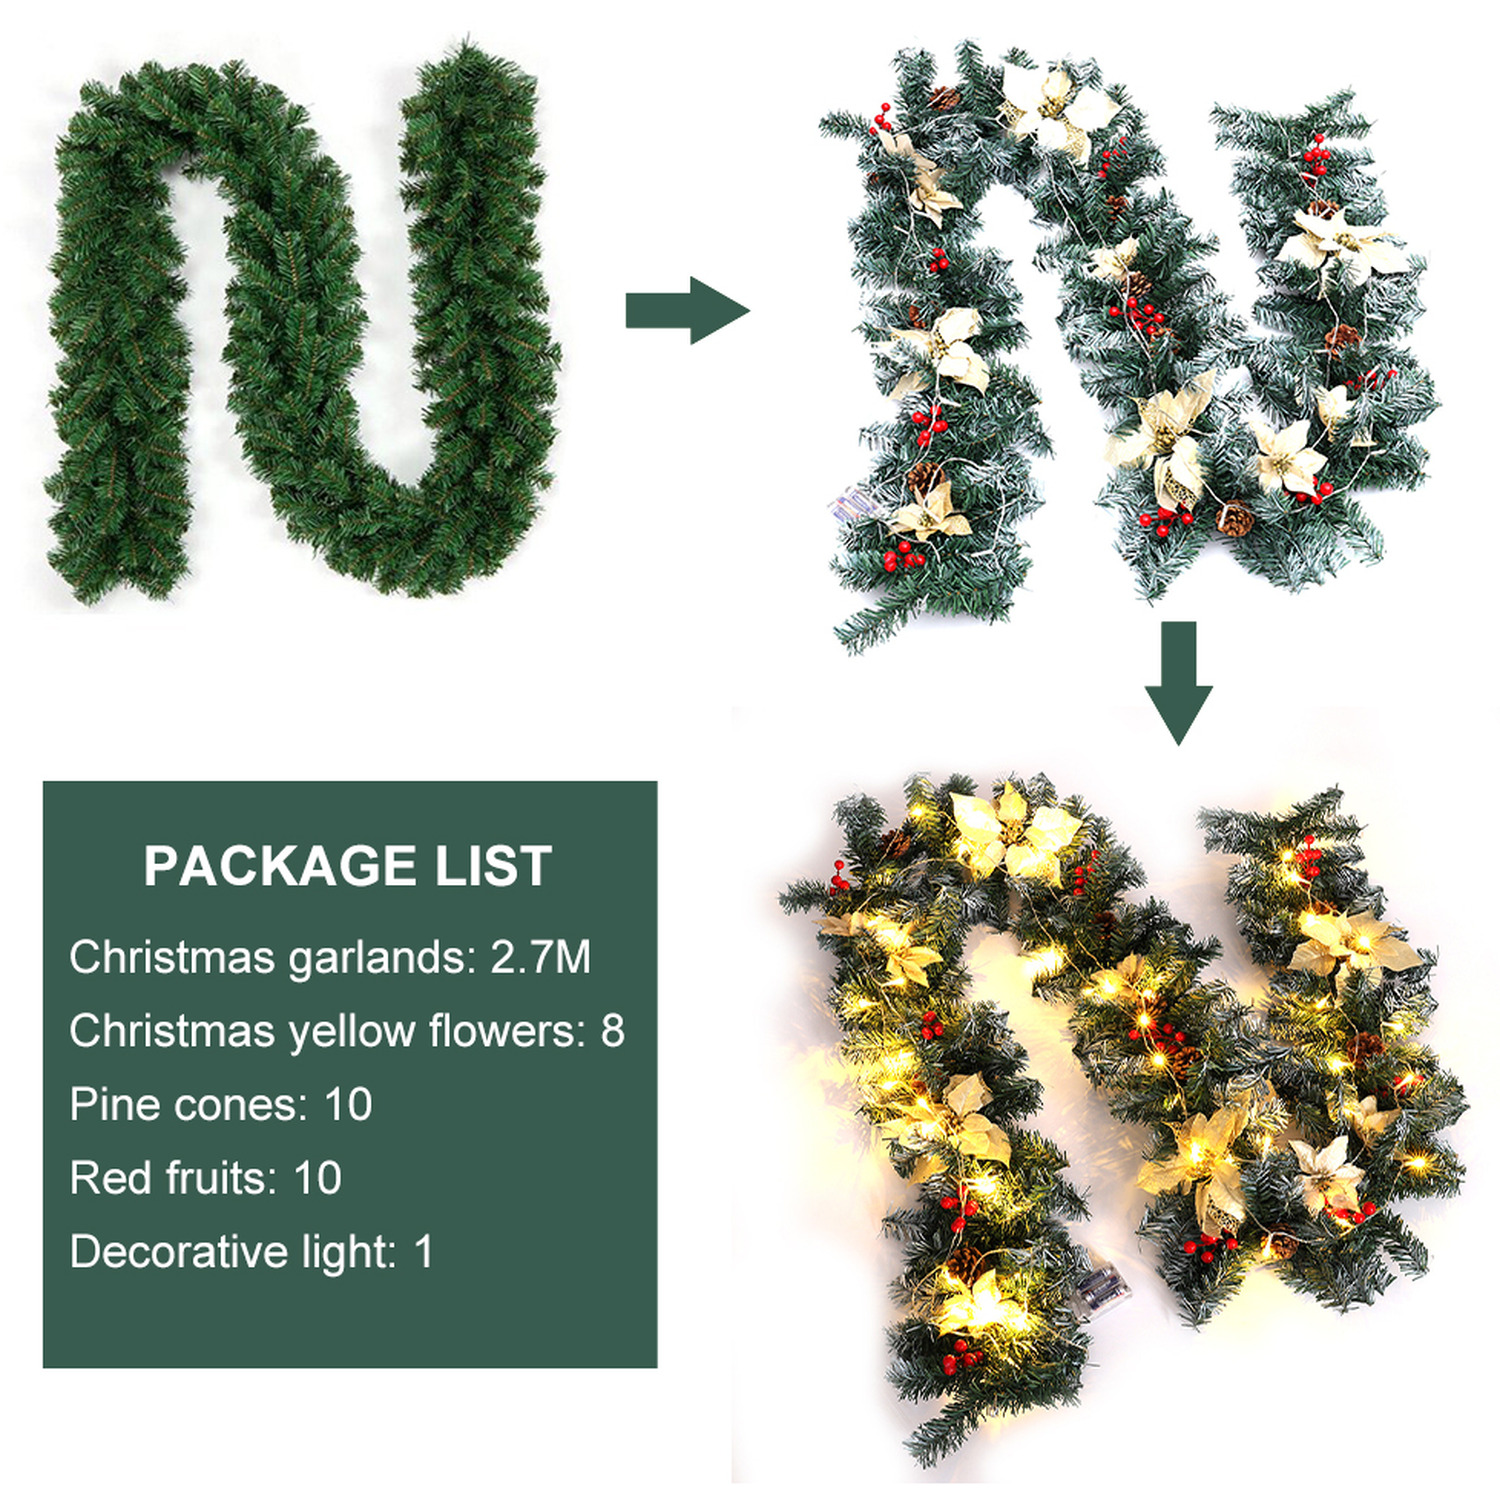 PACKAGE LIST
Christmas garlands: 2.7M
Christmas yellow flowers: 8
Pine cones: 10
Red fruits: 10
Decorative light: 1